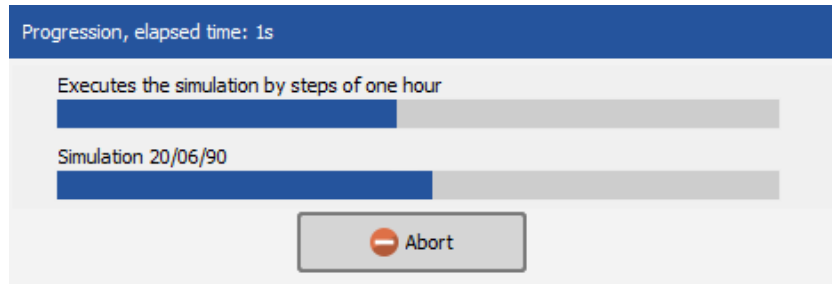 Progression, elapsed time: 1s
Executes the simulation by steps of one hour
Simulation 20/06/90
Abort